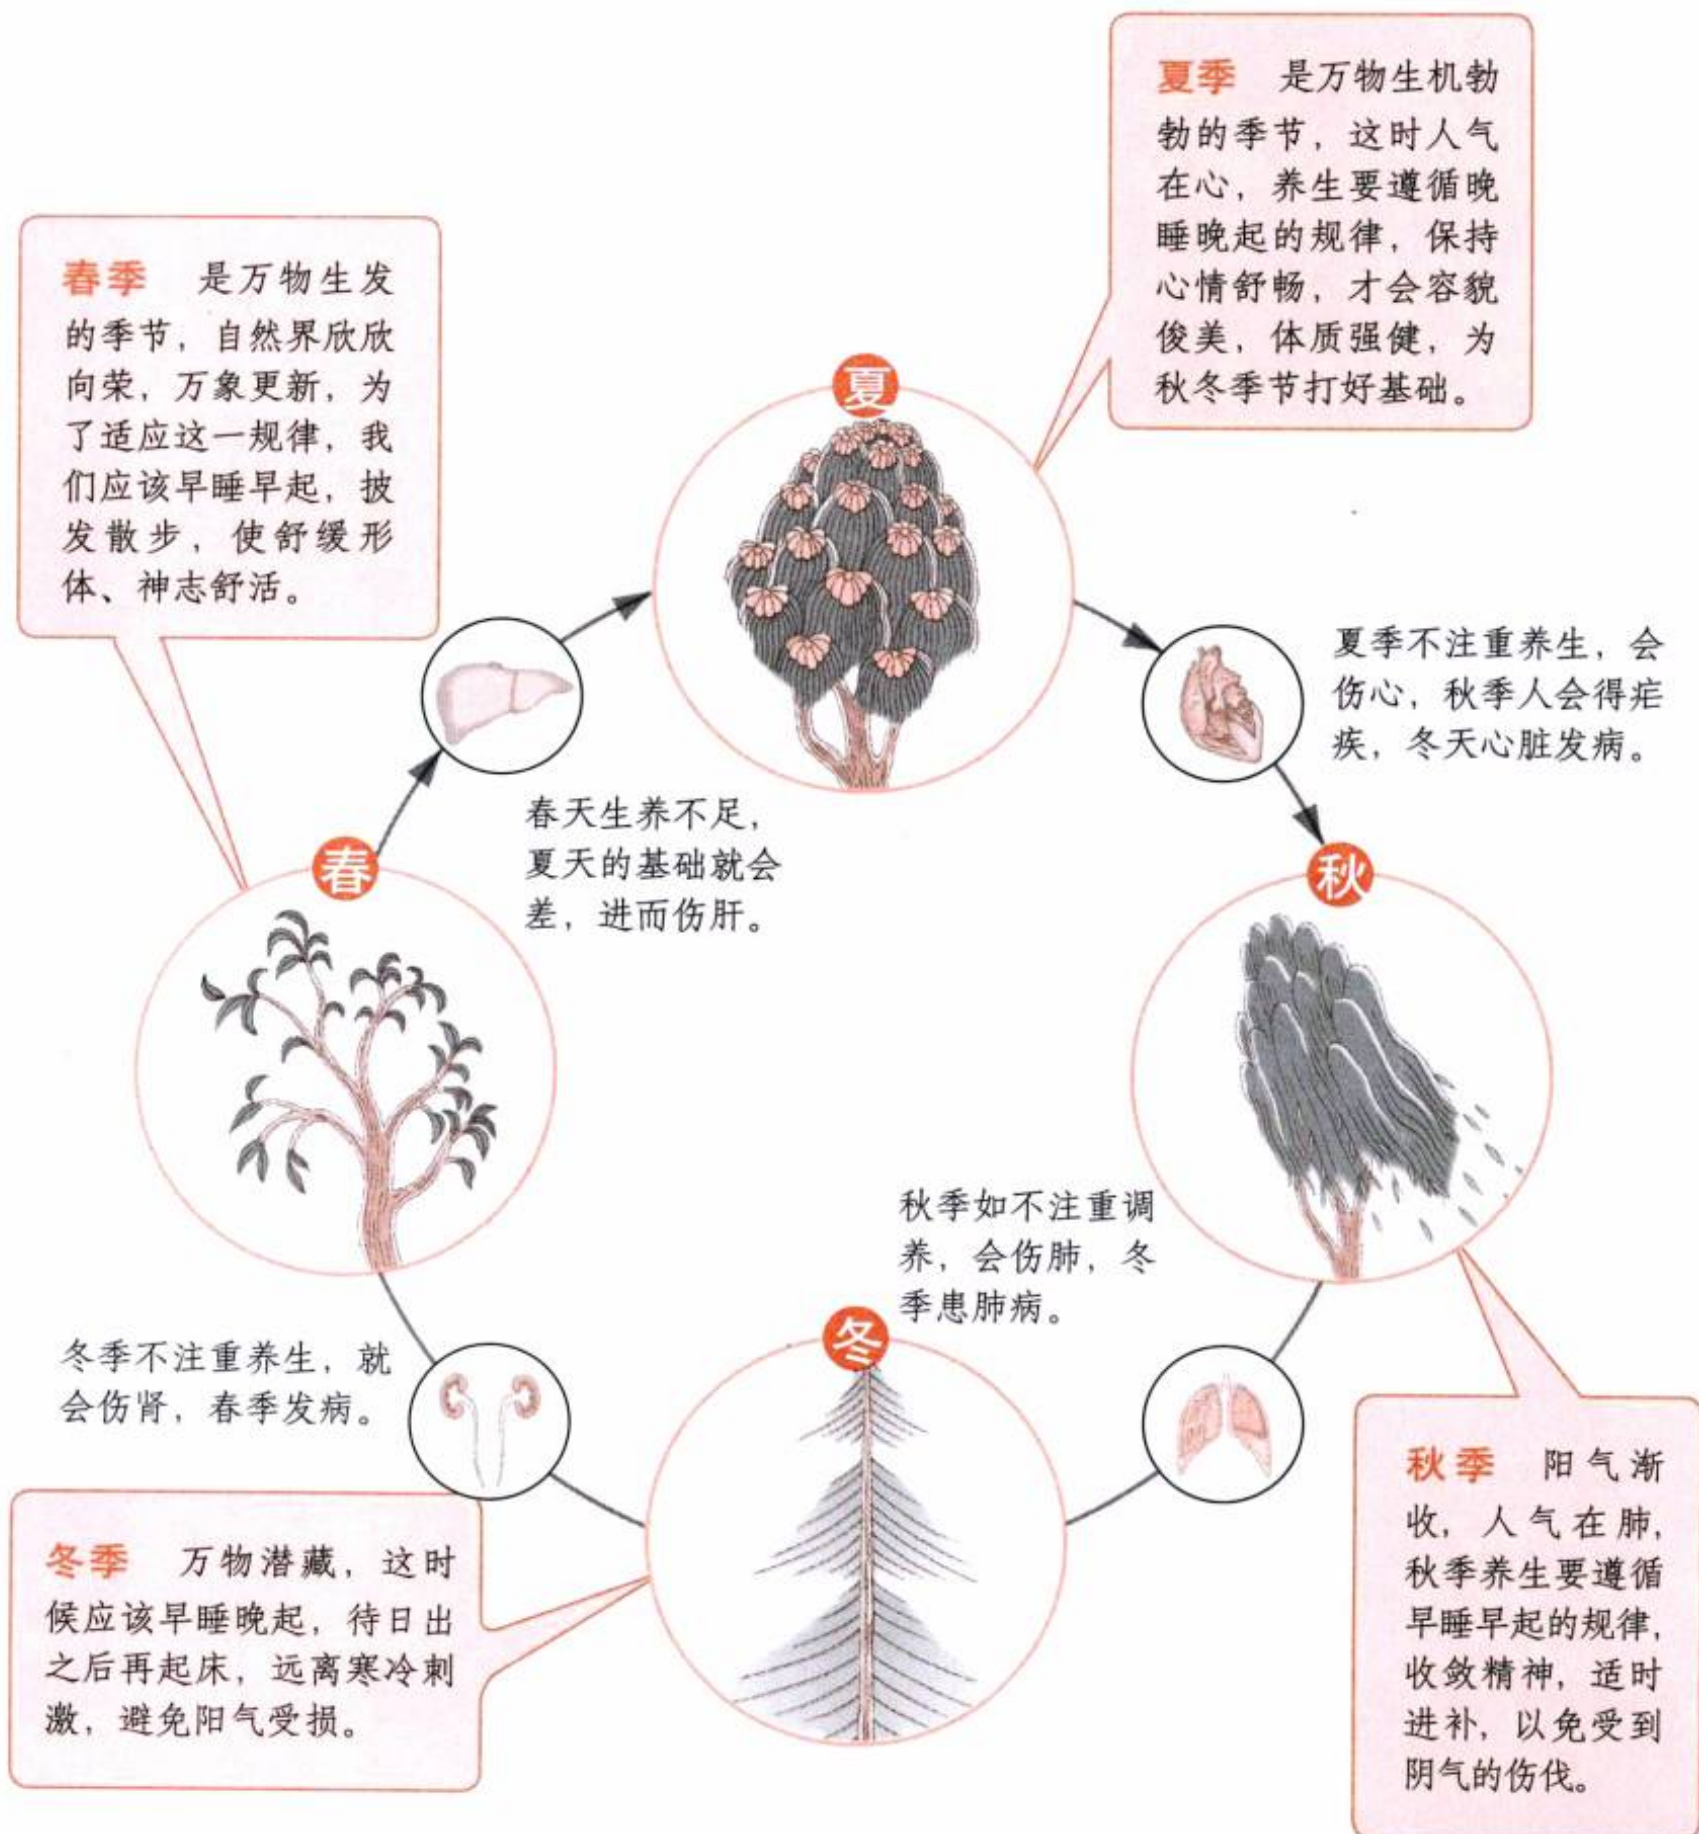 夏季 是万物生机勃
勃的季节，这时人气
在心，养生要遵循晚
睡晚起的规律，保持
心情舒畅，才会容貌
俊美，体质强健，为
秋冬季节打好基础。
春季 是万物生发
的季节，自然界欣欣
向荣，万象更新，为
了适应这一规律，我
们应该早睡早起，披
发散步，使舒缓形
体、神志舒活。
夏
夏季不注重养生，会
伤心，秋季人会得疟
疾，冬天心脏发病。
春天生养不足，
夏天的基础就会
差，进而伤肝。
春
秋
秋季如不注重调
养，会伤肺，冬
季患肺病。
冬
冬季不注重养生，就
会伤肾，春季发病。
秋季 阳气渐
收，人气在肺，
秋季养生要遵循
早睡早起的规律，
收敛精神，适时
进补，以免受到
阴气的伤伐。
冬季 万物潜藏，这时
候应该早睡晚起，待日出
之后再起床，远离寒冷刺
激，避免阳气受损。